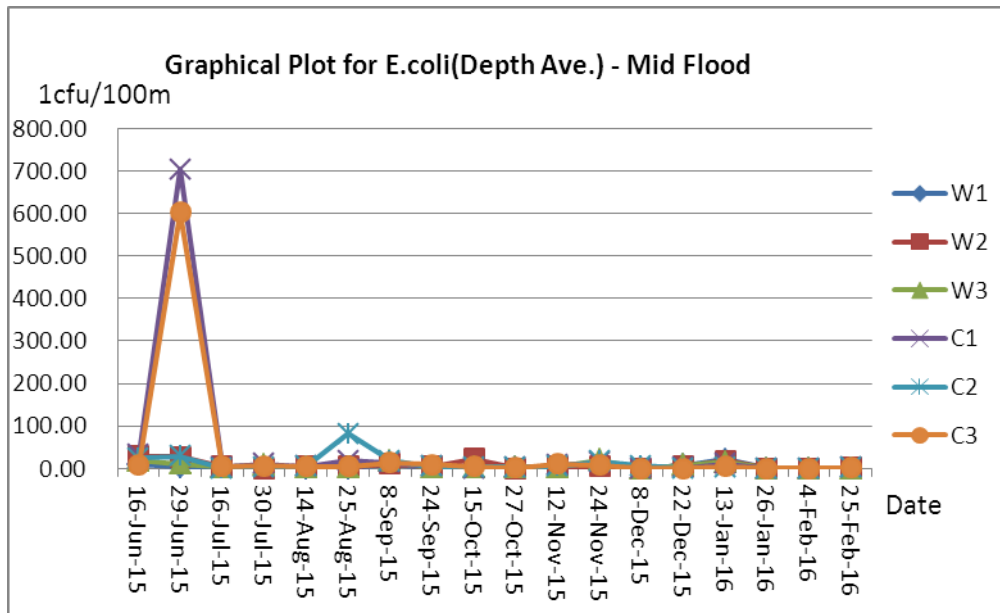 Graphical Plot for E.coli(Depth Ave.) - Mid Flood
1cfu/100m
800.00
700.00
600.00
500.00
400.00
300.00
200.00
100.00
0.00
16-Jun-15
29-Jun-15
16-Jul-15
30-Jul-15
14-Aug-15
25-Aug-15
8-Sep-15
24-Sep-15
15-Oct-15
27-Oct-15
12-Nov-15
24-Nov-15
8-Dec-15
22-Dec-15
13-Jan-16
26-Jan-16
4-Feb-16
25-Feb-16
Date
W1
W2
W3
C1
C2
C3